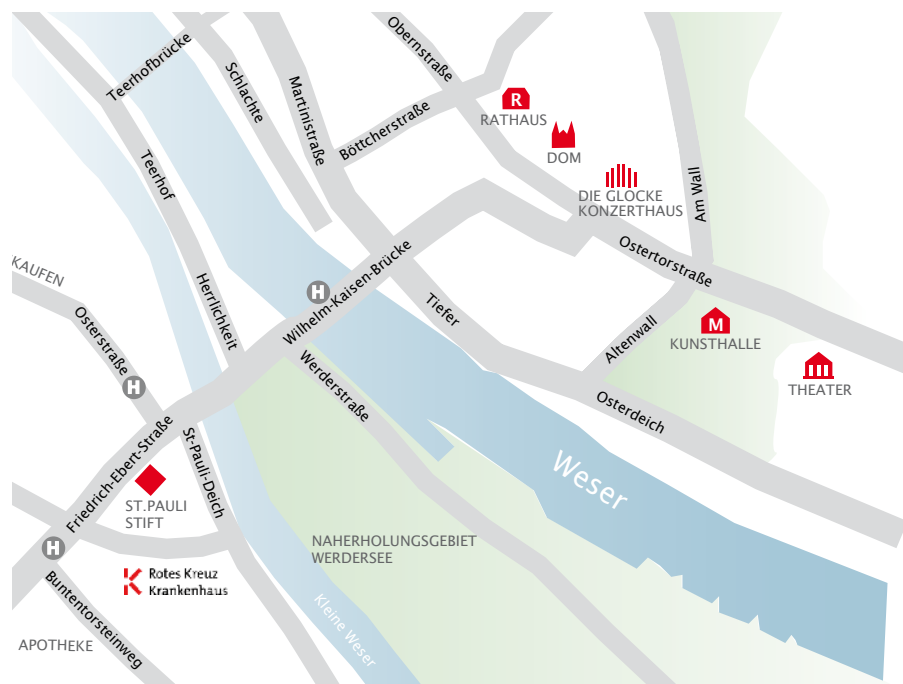 Teerhofbrücke
Schlachte
Martinistraße
Obernstraße
Böttcherstraße
R
RATHAUS
DOM
DIE GLOCKE
KONZERTHAUS
Am Wall
Teerhof
Ostertorstraße
KAUFEN
Herrlichkeit
H
Wilhelm-Kaisen-Brücke
Tiefer
Altenwall
M
KUNSTHALLE
THEATER
Osterstraße
H
Werderstraße
Osterdeich
Friedrich-Ebert-Straße
St-Pauli-Deich
Weser
ST.PAULI
STIFT
H
NAHERHOLUNGSGEBIET
WERDERSEE
Rotes Kreuz
Krankenhaus
Kleine Weser
Buntentorsteinweg
APOTHEKE